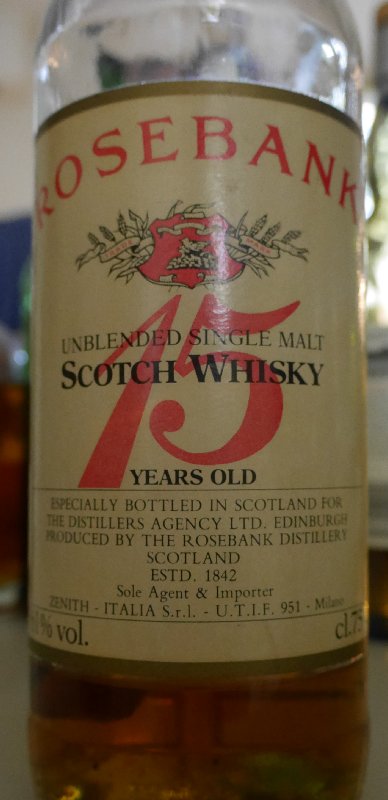 ROSEBANK
15
UNBLENDED SINGLE MALT
SCOTCH WHISKY
YEARS OLD
ESPECIALLY BOTTLED IN SCOTLAND FOR
THE DISTILLERS AGENCY LTD. EDINBURGH
PRODUCED BY THE ROSEBANK DISTILLERY
SCOTLAND
ESTD. 1842
Sole Agent & Importer
ZENITH - ITALIA S.r.l. - U.T.I.F. 951 - Milano
% vol.
cl.75